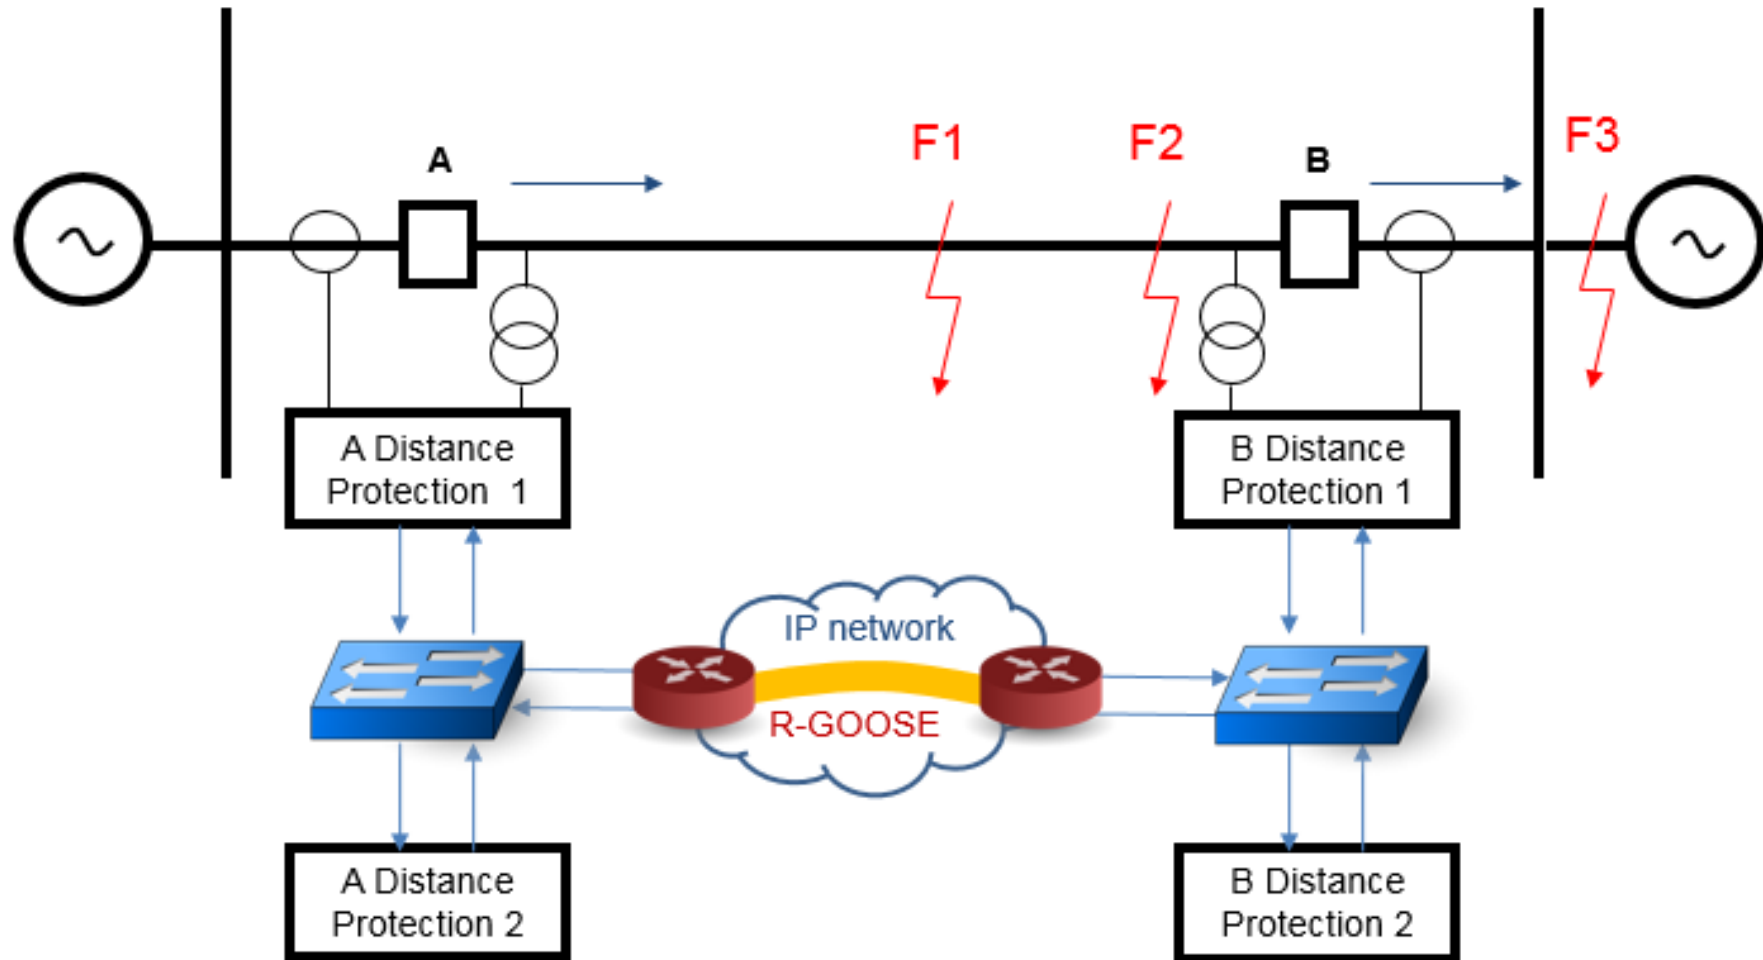 F1
F2
F3
A
B
A Distance
Protection 1
B Distance
Protection 1
IP network
R-GOOSE
A Distance
Protection 2
B Distance
Protection 2